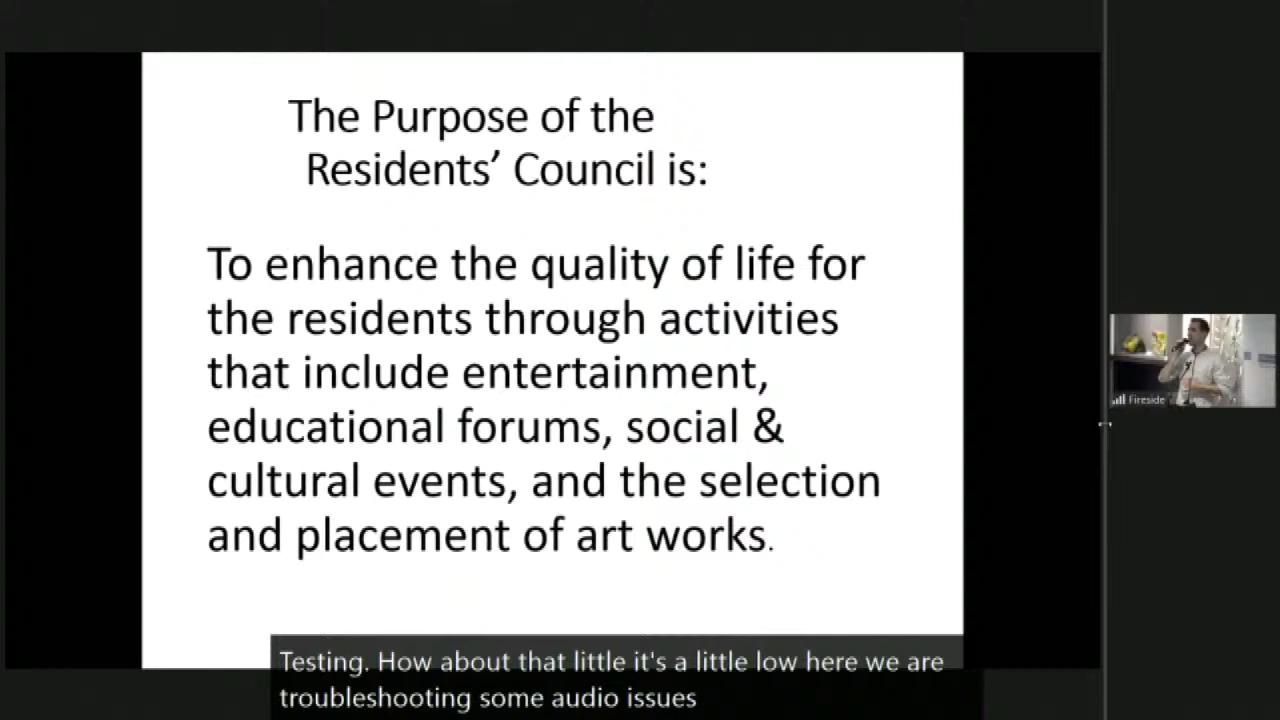 The Purpose of the
Residents’ Council is:
To enhance the quality of life for
the residents through activities
that include entertainment,
educational forums, social &
cultural events, and the selection
and placement of art works.
Fireside
Testing. How about that little it's a little low here we are
troubleshooting some audio issues